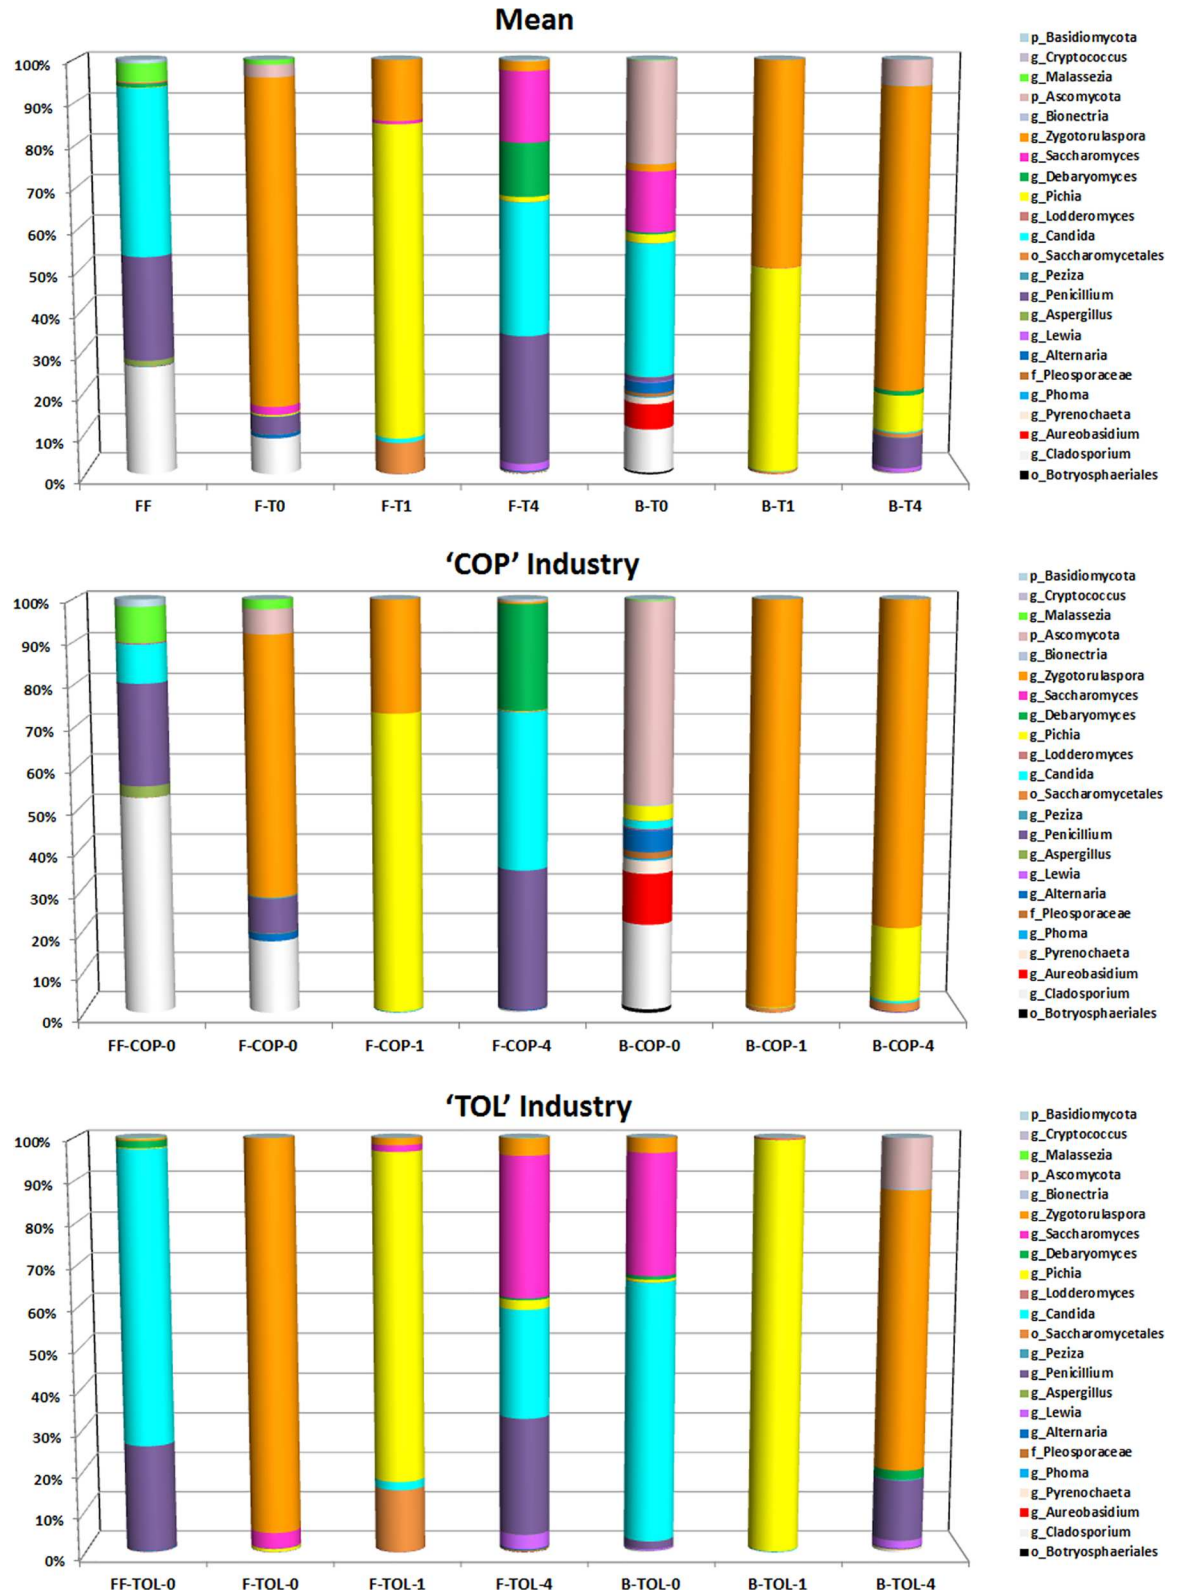 Mean
100%
90%
80%
70%
60%
50%
40%
30%
20%
10%
0%
FF F-T0 F-T1 F-T4 B-T0 B-T1 B-T4
p_Basidiomycota
g_Cryptococcus
g_Malassezia
p_Ascomycota
g_Bionectria
g_Zygotorulaspora
g_Saccharomyces
g_Debaryomyces
g_Pichia
g_Lodderomyces
g_Candida
o_Saccharomycetales
g_Peziza
g_Penicillium
g_Aspergillus
g_Lewia
g_Alternaria
f_Pleosporaceae
g_Phoma
g_Pyrenochaeta
g_Aureobasidium
g_Cladosporium
o_Botryosphaeriales
‘COP’ Industry
100%
90%
80%
70%
60%
50%
40%
30%
20%
10%
0%
FF-COP-0 F-COP-0 F-COP-1 F-COP-4 B-COP-0 B-COP-1 B-COP-4
p_Basidiomycota
g_Cryptococcus
g_Malassezia
p_Ascomycota
g_Bionectria
g_Zygotorulaspora
g_Saccharomyces
g_Debaryomyces
g_Pichia
g_Lodderomyces
g_Candida
o_Saccharomycetales
g_Peziza
g_Penicillium
g_Aspergillus
g_Lewia
g_Alternaria
f_Pleosporaceae
g_Phoma
g_Pyrenochaeta
g_Aureobasidium
g_Cladosporium
o_Botryosphaeriales
‘TOL’ Industry
100%
90%
80%
70%
60%
50%
40%
30%
20%
10%
0%
FF-TOL-0 F-TOL-0 F-TOL-1 F-TOL-4 B-TOL-0 B-TOL-1 B-TOL-4
p_Basidiomycota
g_Cryptococcus
g_Malassezia
p_Ascomycota
g_Bionectria
g_Zygotorulaspora
g_Saccharomyces
g_Debaryomyces
g_Pichia
g_Lodderomyces
g_Candida
o_Saccharomycetales
g_Peziza
g_Penicillium
g_Aspergillus
g_Lewia
g_Alternaria
f_Pleosporaceae
g_Phoma
g_Pyrenochaeta
g_Aureobasidium
g_Cladosporium
o_Botryosphaeriales